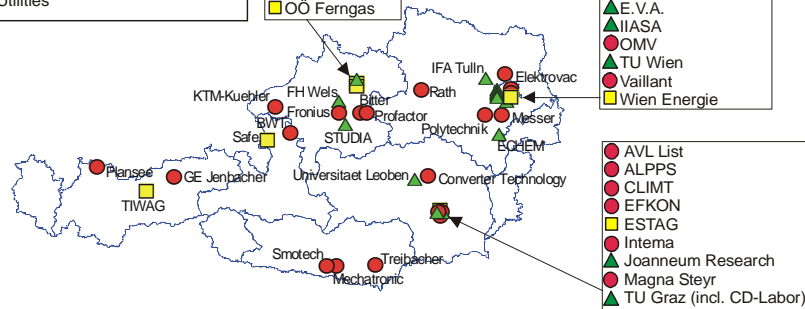 Utilities
OÖ Ferngas
E.V.A.
IIASA
OMV
TU Wien
Vaillant
Wien Energie
IFA Tulln
Elektrovac
KTM-Kuehler
FH Wels
Bitter
Rath
Fronius
Profactor
BWT
Polytechnik
Messer
Safe
STUDIA
ECHEM
Plansee
GE Jenbacher
Universitaet Leoben
Converter Technology
TIWAG
AVL List
ALPPS
CLIMT
EFKON
ESTAG
Intema
Joanneum Research
Magna Steyr
TU Graz (incl. CD-Labor)
Smotech
Treibacher
Mechatronic